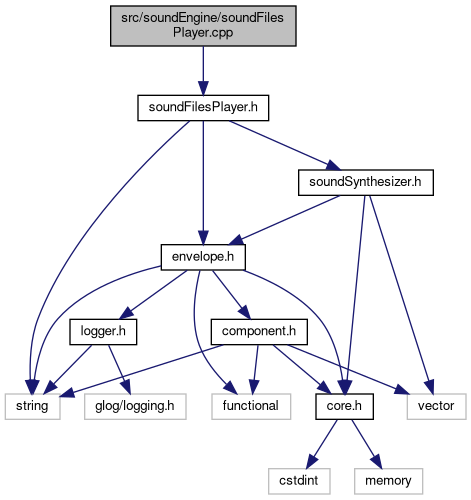 src/soundEngine/soundFiles
Player.cpp
soundFilesPlayer.h
soundSynthesizer.h
envelope.h
logger.h
component.h
string
glog/logging.h
functional
core.h
vector
cstdint
memory